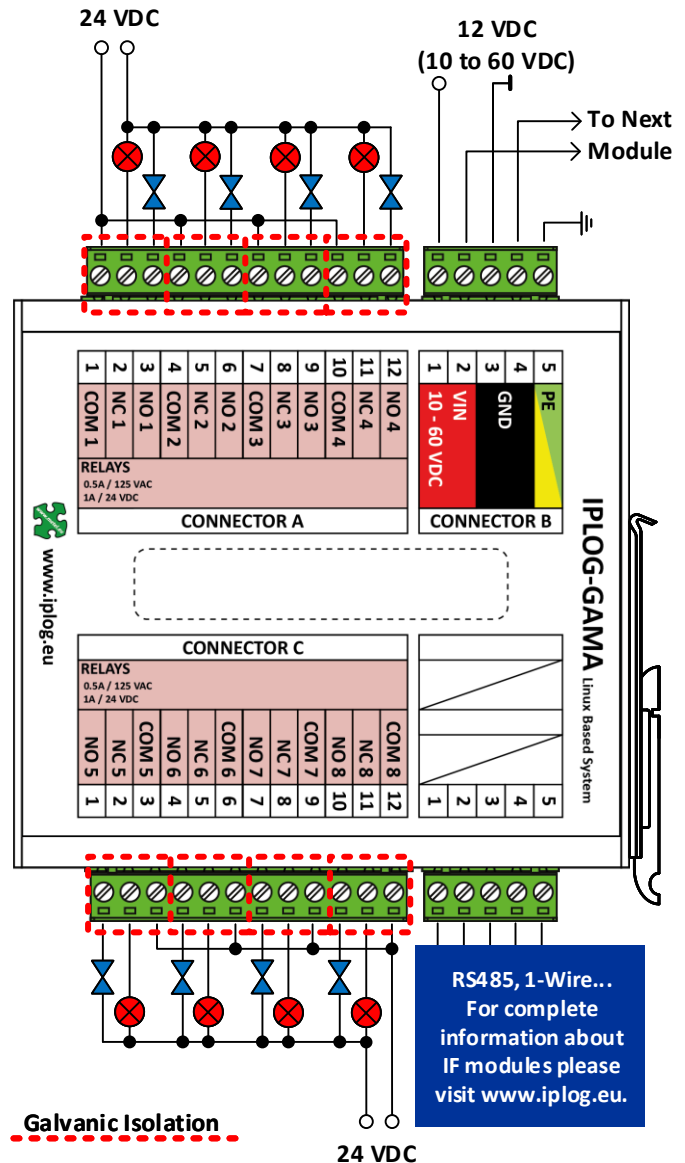 24 VDC
12 VDC
(10 to 60 VDC)
To Next
Module
1 2 3 4 5 6 7 8 9 10 11 12
COM 1 NC 1 NO 1 COM 2 NC 2 NO 2 COM 3 NC 3 NO 3 COM 4 NC 4 NO 4
RELAYS
0.5A / 125 VAC
1A / 24 VDC
CONNECTOR A
1 2 3 4 5
VIN
10 - 60 VDC
GND
PE
CONNECTOR B
www.iplog.eu
IPLOG-GAMA Linux Based System
CONNECTOR C
RELAYS
0.5A / 125 VAC
1A / 24 VDC
NO 5 NC 5 COM 5 NO 6 NC 6 COM 6 NO 7 NC 7 COM 7 NO 8 NC 8 COM 8
1 2 3 4 5 6 7 8 9 10 11 12
1 2 3 4 5
RS485, 1-Wire...
For complete
information about
IF modules please
visit www.iplog.eu.
Galvanic Isolation
24 VDC